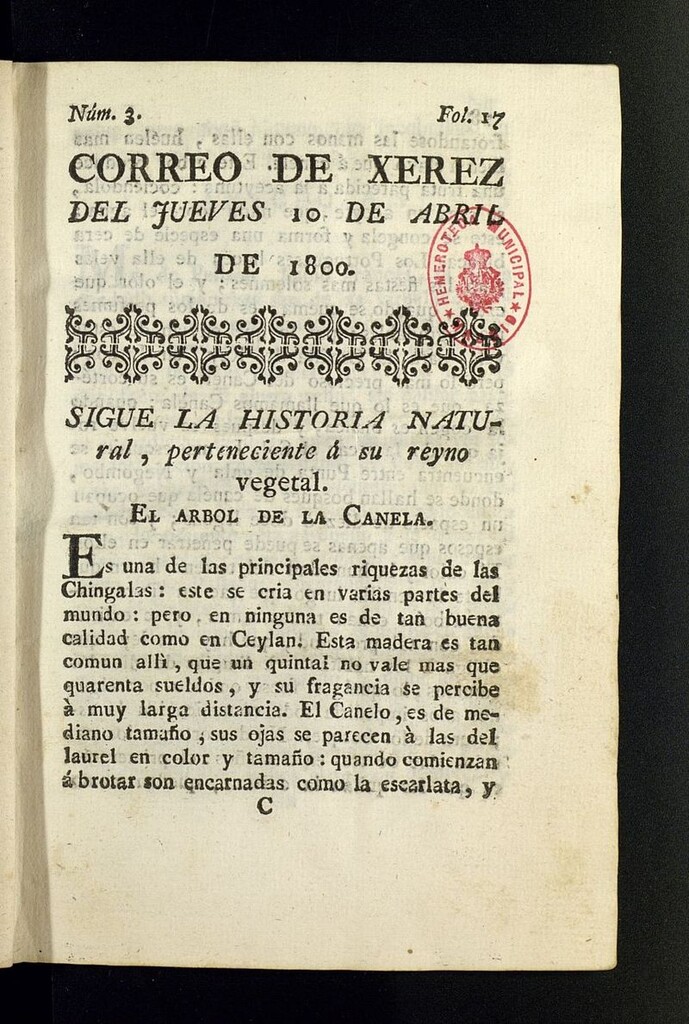 Núm. 3.
Fol. 17
CORREO DE XEREZ
DEL JUEVES 10 DE ABRIL
DE 1800.
HEMEROTECA MUNICIPAL
SIGUE LA HISTORIA NATU-
ral, perteneciente á su reyno
vegetal.
EL ARBOL DE LA CANELA.
Es una de las principales riquezas de las
Chingalas: este se cria en varias partes del
mundo: pero en ninguna es de tan buena
calidad como en Ceylan. Esta madera es tan
comun allì, que un quintal no vale mas que
quarenta sueldos, y su fragancia se percibe
à muy larga distancia. El Canelo, es de me-
diano tamaño, sus ojas se parecen à las del
laurel en color y tamaño: quando comienzan
á brotar son encarnadas como la escarlata, y
C